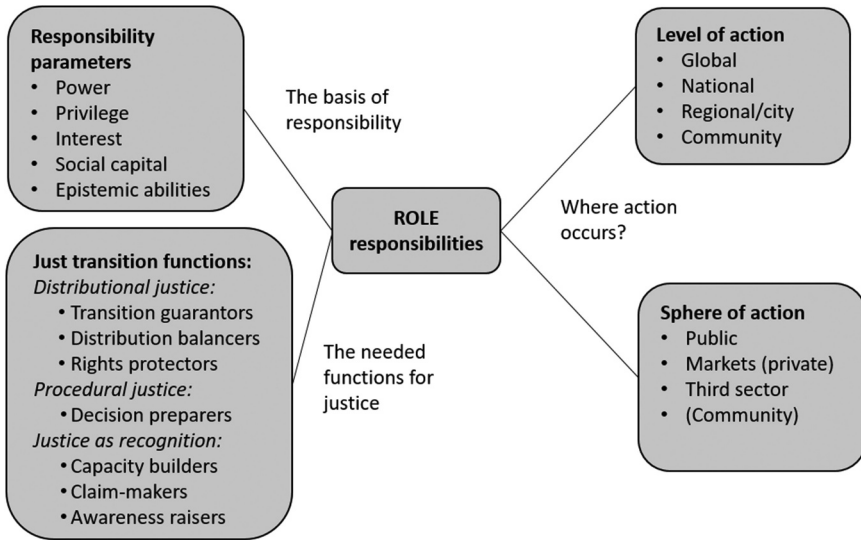 Responsibility
parameters
• Power
• Privilege
• Interest
• Social capital
• Epistemic abilities
The basis of
responsibility
Level of action
• Global
• National
• Regional/city
• Community
ROLE
responsibilities
Where action
occurs?
Just transition functions:
Distributional justice:
• Transition guarantors
• Distribution balancers
• Rights protectors
Procedural justice:
• Decision preparers
Justice as recognition:
• Capacity builders
• Claim-makers
• Awareness raisers
The needed
functions for
justice
Sphere of action
• Public
• Markets (private)
• Third sector
• (Community)